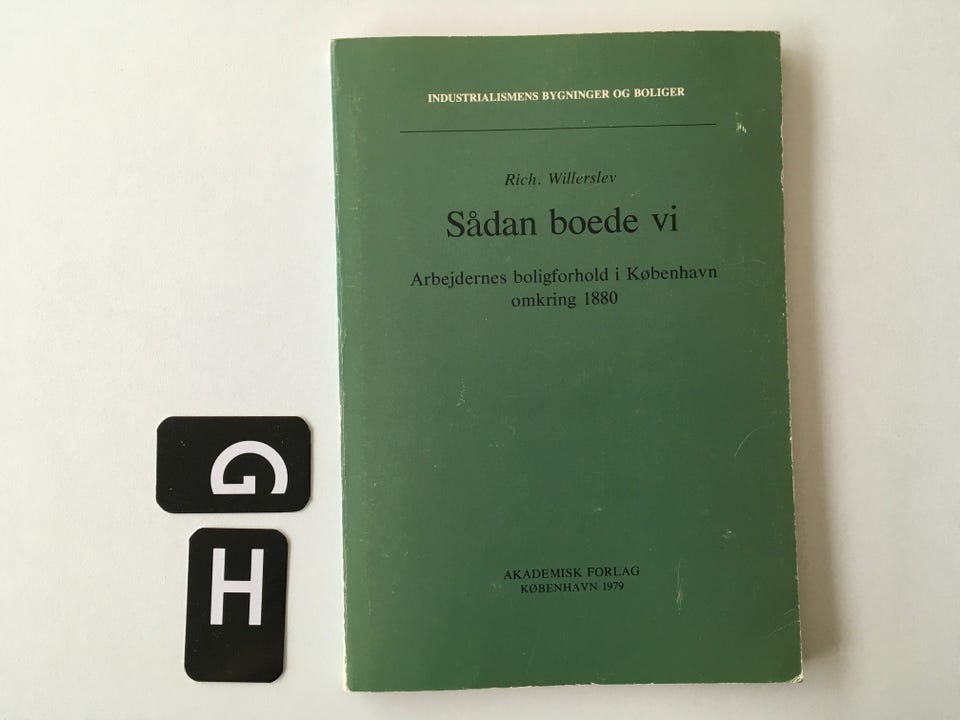 INDUSTRIALISMENS BYGNINGER OG BOLIGER
Rich. Willerslev
Sådan boede vi
Arbejdernes boligforhold i København
omkring 1880
AKADEMISK FORLAG
KØBENHAVN 1979
G
H